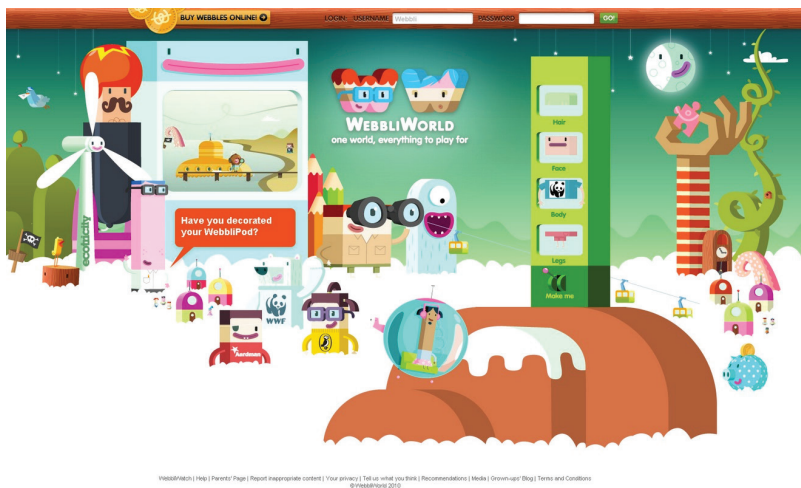 BUY WEBBLES ONLINE!
LOGIN USERNAME Webbli PASSWORD GO!
WEBBLIWORLD
one world, everything to play for
Hair
Face
Body
Legs
Make me
Have you decorated
your WebbliPod?
ecotricity
WWF
Aardman
WebbliWatch | Help | Parents' Page | Report inappropriate content | Your privacy | Tell us what you think | Recommendations | Media | Grown-ups' Blog | Terms and Conditions
©WebbliWorld 2010